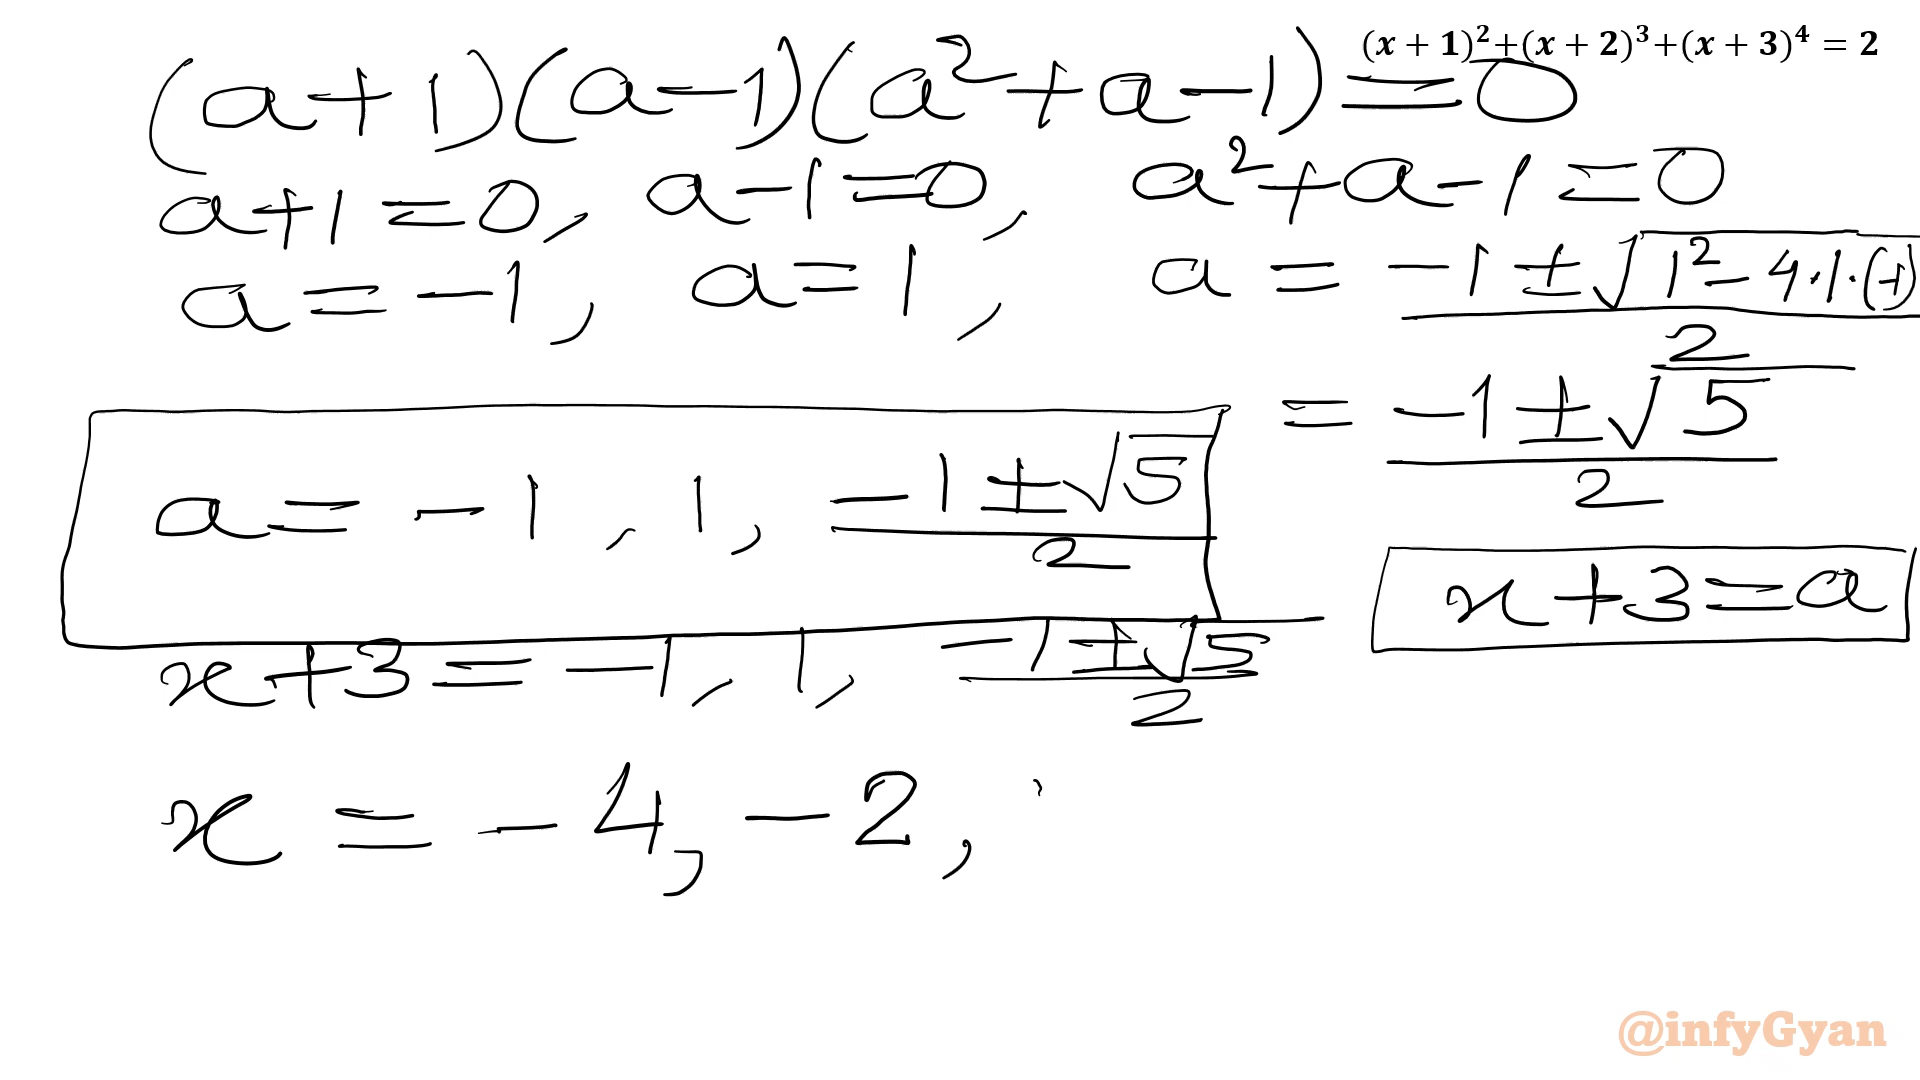 (x + 1)²+(x + 2)³+(x + 3)⁴ = 2
(a+1)(a-1)(a²+a-1)=0
a+1=0, a-1=0, a²+a-1=0
a=-1, a=1, a = (-1±√(1²-4·1·(-1)))/2
= (-1±√5)/2
a= -1, 1, (-1±√5)/2
x+3=a
x+3=-1, 1, (-1±√5)/2
x = -4, -2,
@infyGyan